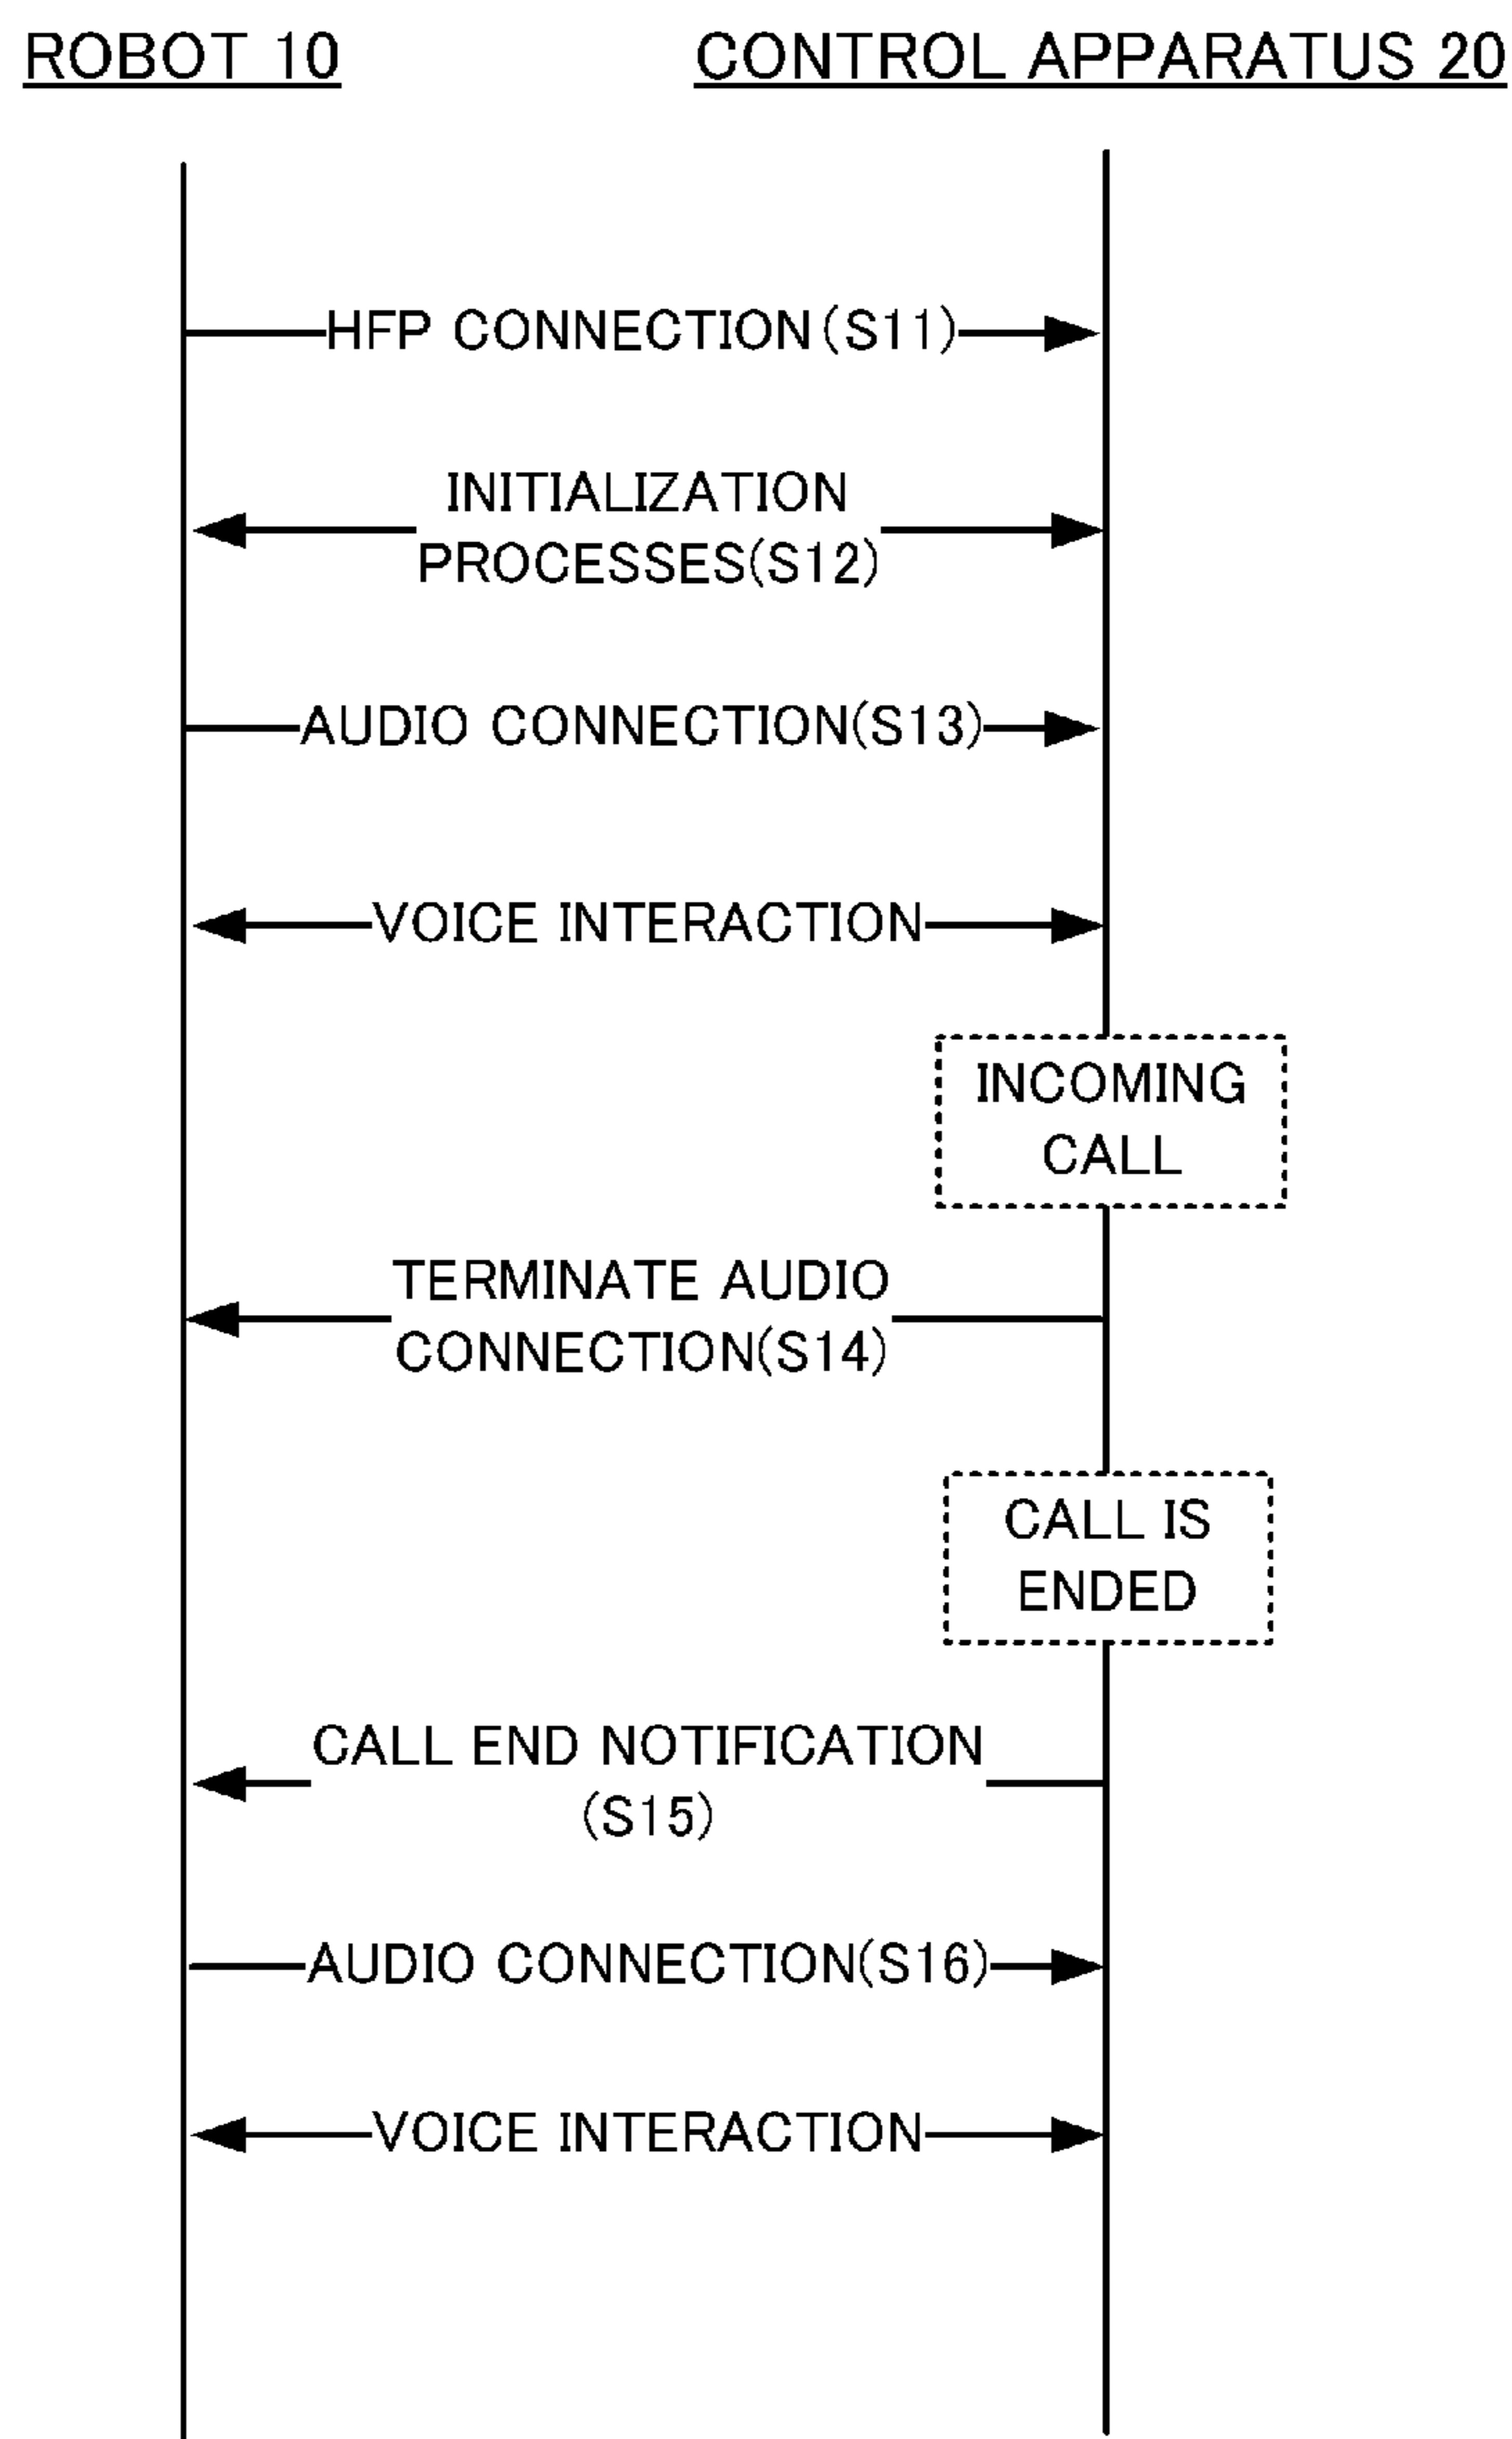 ROBOT 10
CONTROL APPARATUS 20
HFP CONNECTION(S11)
INITIALIZATION
PROCESSES(S12)
AUDIO CONNECTION(S13)
VOICE INTERACTION
INCOMING
CALL
TERMINATE AUDIO
CONNECTION(S14)
CALL IS
ENDED
CALL END NOTIFICATION
(S15)
AUDIO CONNECTION(S16)
VOICE INTERACTION